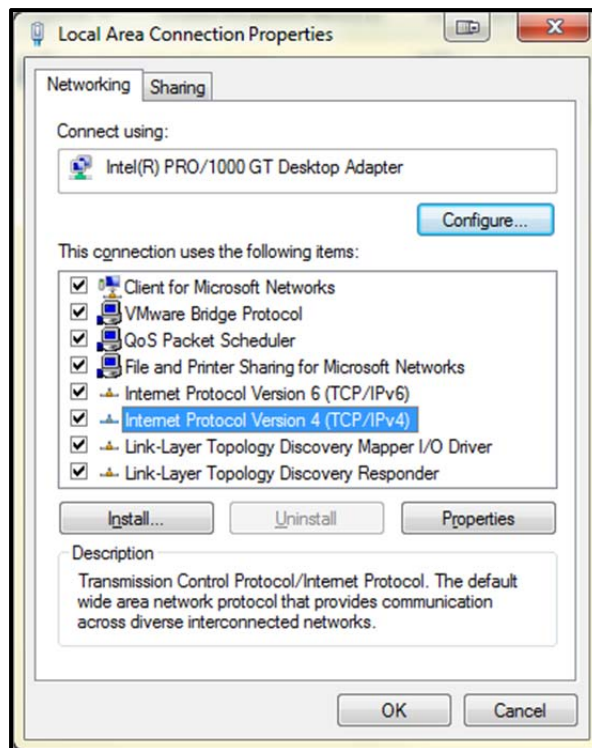 Local Area Connection Properties
Networking
Sharing
Connect using:
Intel(R) PRO/1000 GT Desktop Adapter
Configure...
This connection uses the following items:
Client for Microsoft Networks
VMware Bridge Protocol
QoS Packet Scheduler
File and Printer Sharing for Microsoft Networks
Internet Protocol Version 6 (TCP/IPv6)
Internet Protocol Version 4 (TCP/IPv4)
Link-Layer Topology Discovery Mapper I/O Driver
Link-Layer Topology Discovery Responder
Install...
Uninstall
Properties
Description
Transmission Control Protocol/Internet Protocol. The default
wide area network protocol that provides communication
across diverse interconnected networks.
OK
Cancel